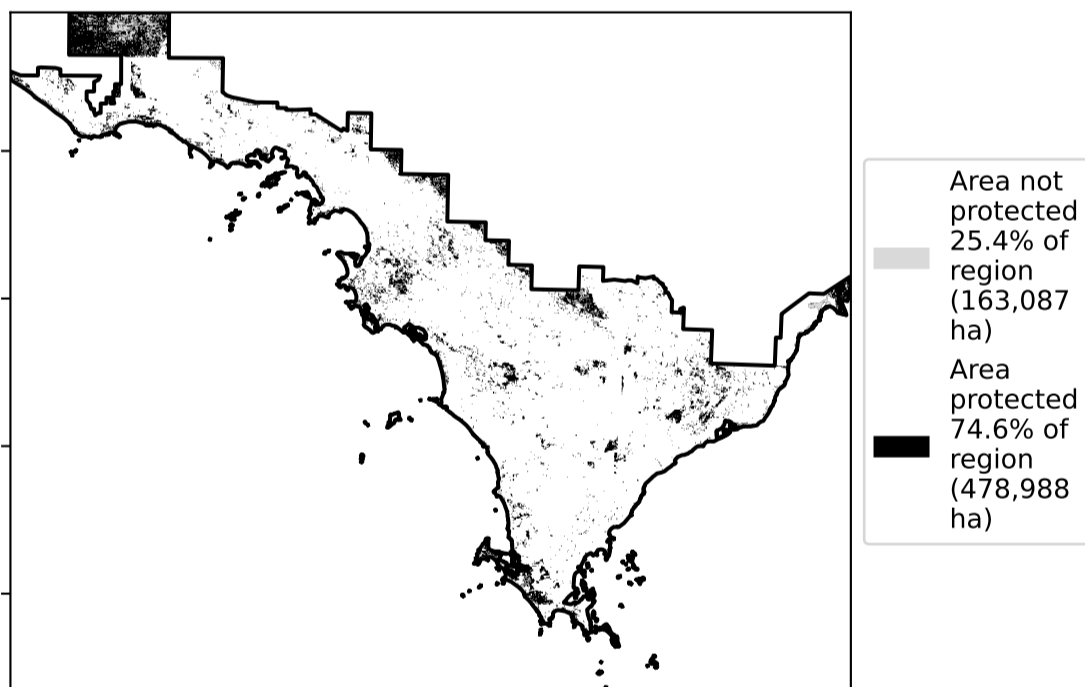 Area not
protected
25.4% of
region
(163,087
ha)
Area
protected
74.6% of
region
(478,988
ha)